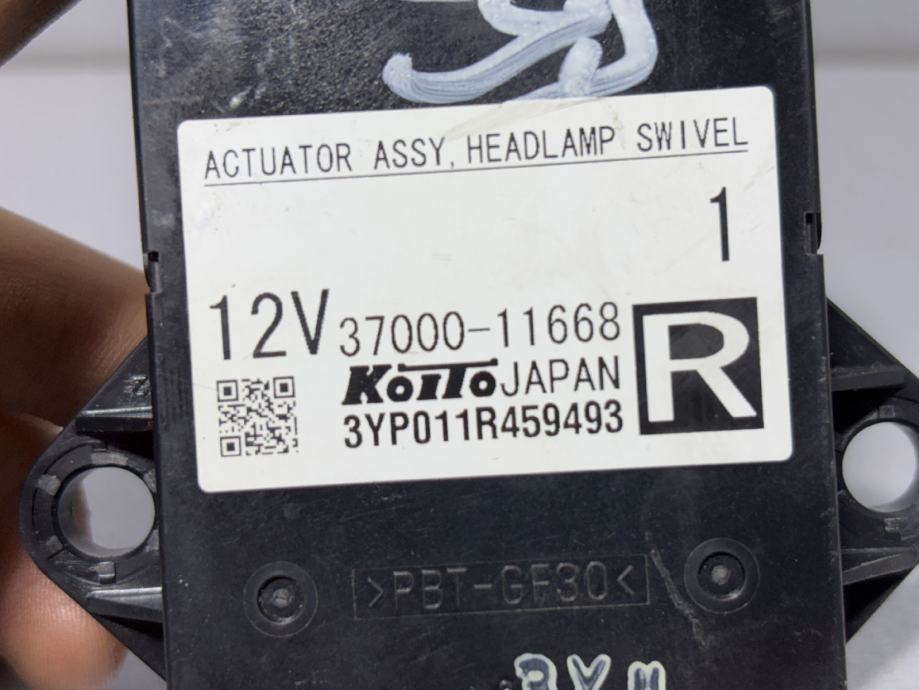 ACTUATOR ASSY, HEADLAMP SWIVEL
1
12V 37000-11668 R
KOITO JAPAN
3YP011R459493
>PBT-GF30<